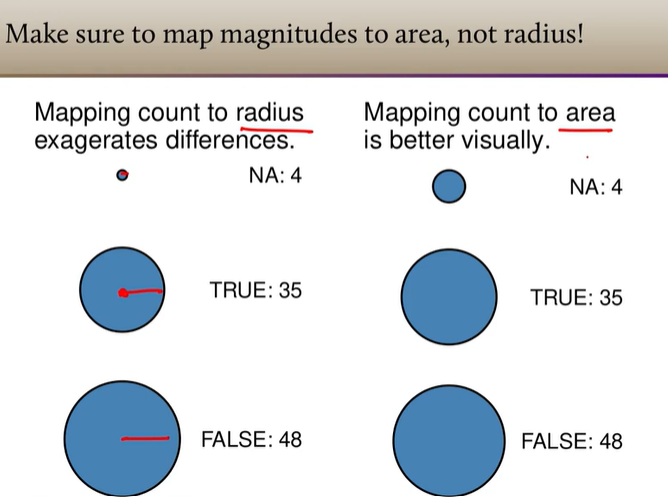 Make sure to map magnitudes to area, not radius!
Mapping count to radius
exagerates differences.
NA: 4
TRUE: 35
FALSE: 48
Mapping count to area
is better visually.
NA: 4
TRUE: 35
FALSE: 48